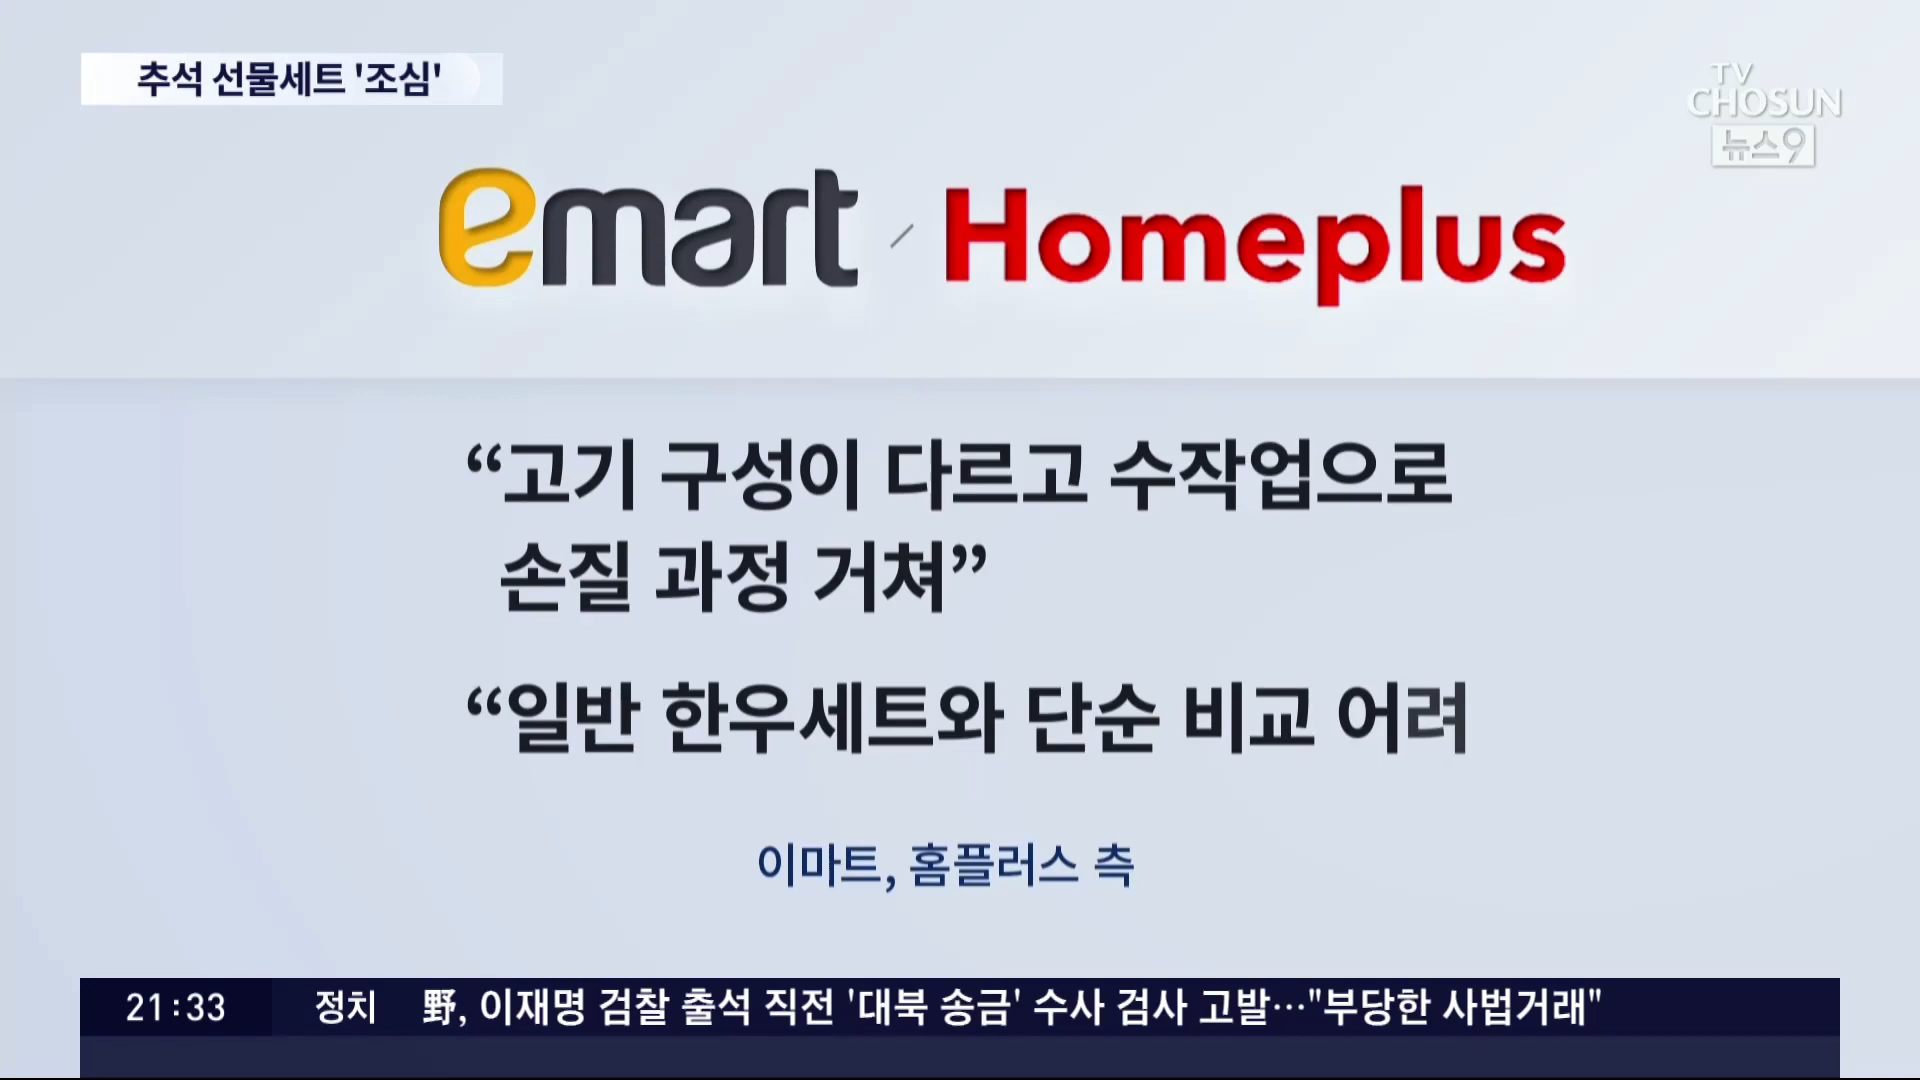 추석 선물세트 '조심'
TV
CHOSUN
뉴스9
emart / Homeplus
“고기 구성이 다르고 수작업으로
손질 과정 거쳐”
“일반 한우세트와 단순 비교 어려
이마트, 홈플러스 측
21:33 정치 野, 이재명 검찰 출석 직전 '대북 송금' 수사 검사 고발…"부당한 사법거래"